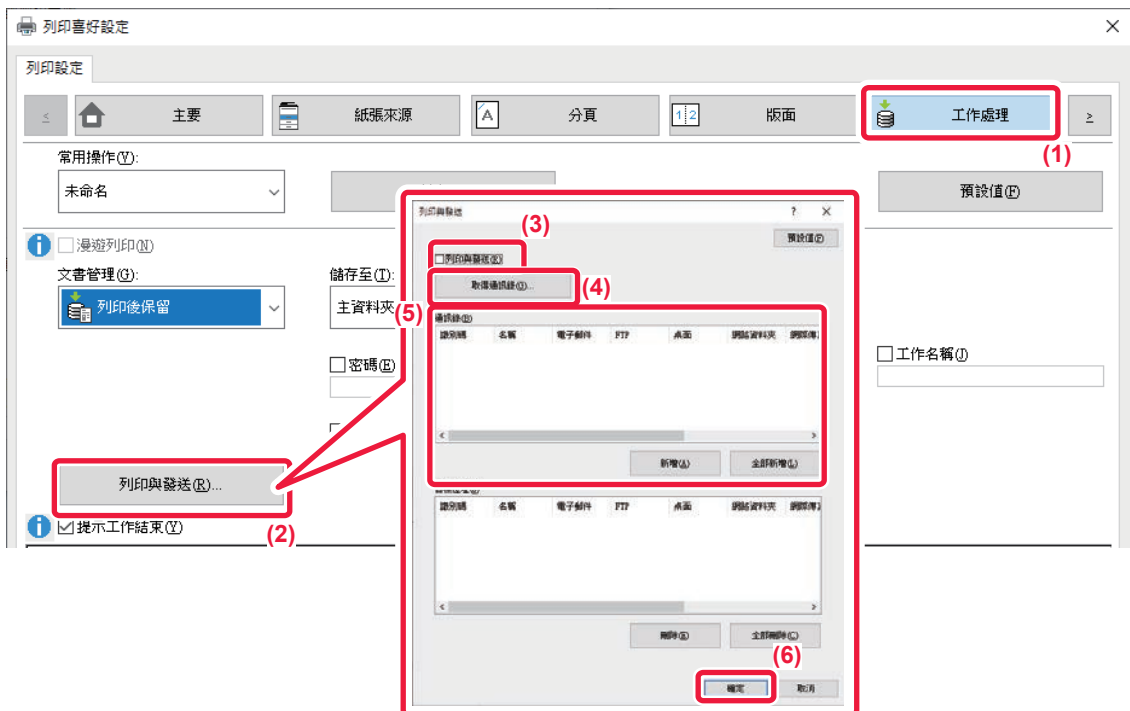 列印喜好設定
列印設定
主要
紙張來源
分頁
版面
工作處理
(1)
常用操作(V):
未命名
預設值(F)
漫遊列印(N)
文書管理(G):
列印後保留
儲存至(I):
主資料夾
密碼(E)
工作名稱(J)
列印與發送(R)...
(2)
提示工作結束(Y)
列印與發送
? ×
預設值(F)
(3)
列印與發送(R)
取得通訊錄(O)...
(4)
(5)
通訊錄(B)
識別碼 名稱 電子郵件 FTP 桌面 網路資料夾
新增(A) 全部新增(L)
識別碼 名稱 電子郵件 FTP 桌面 網路資料夾
刪除(E) 全部刪除(C)
(6)
確定 取消